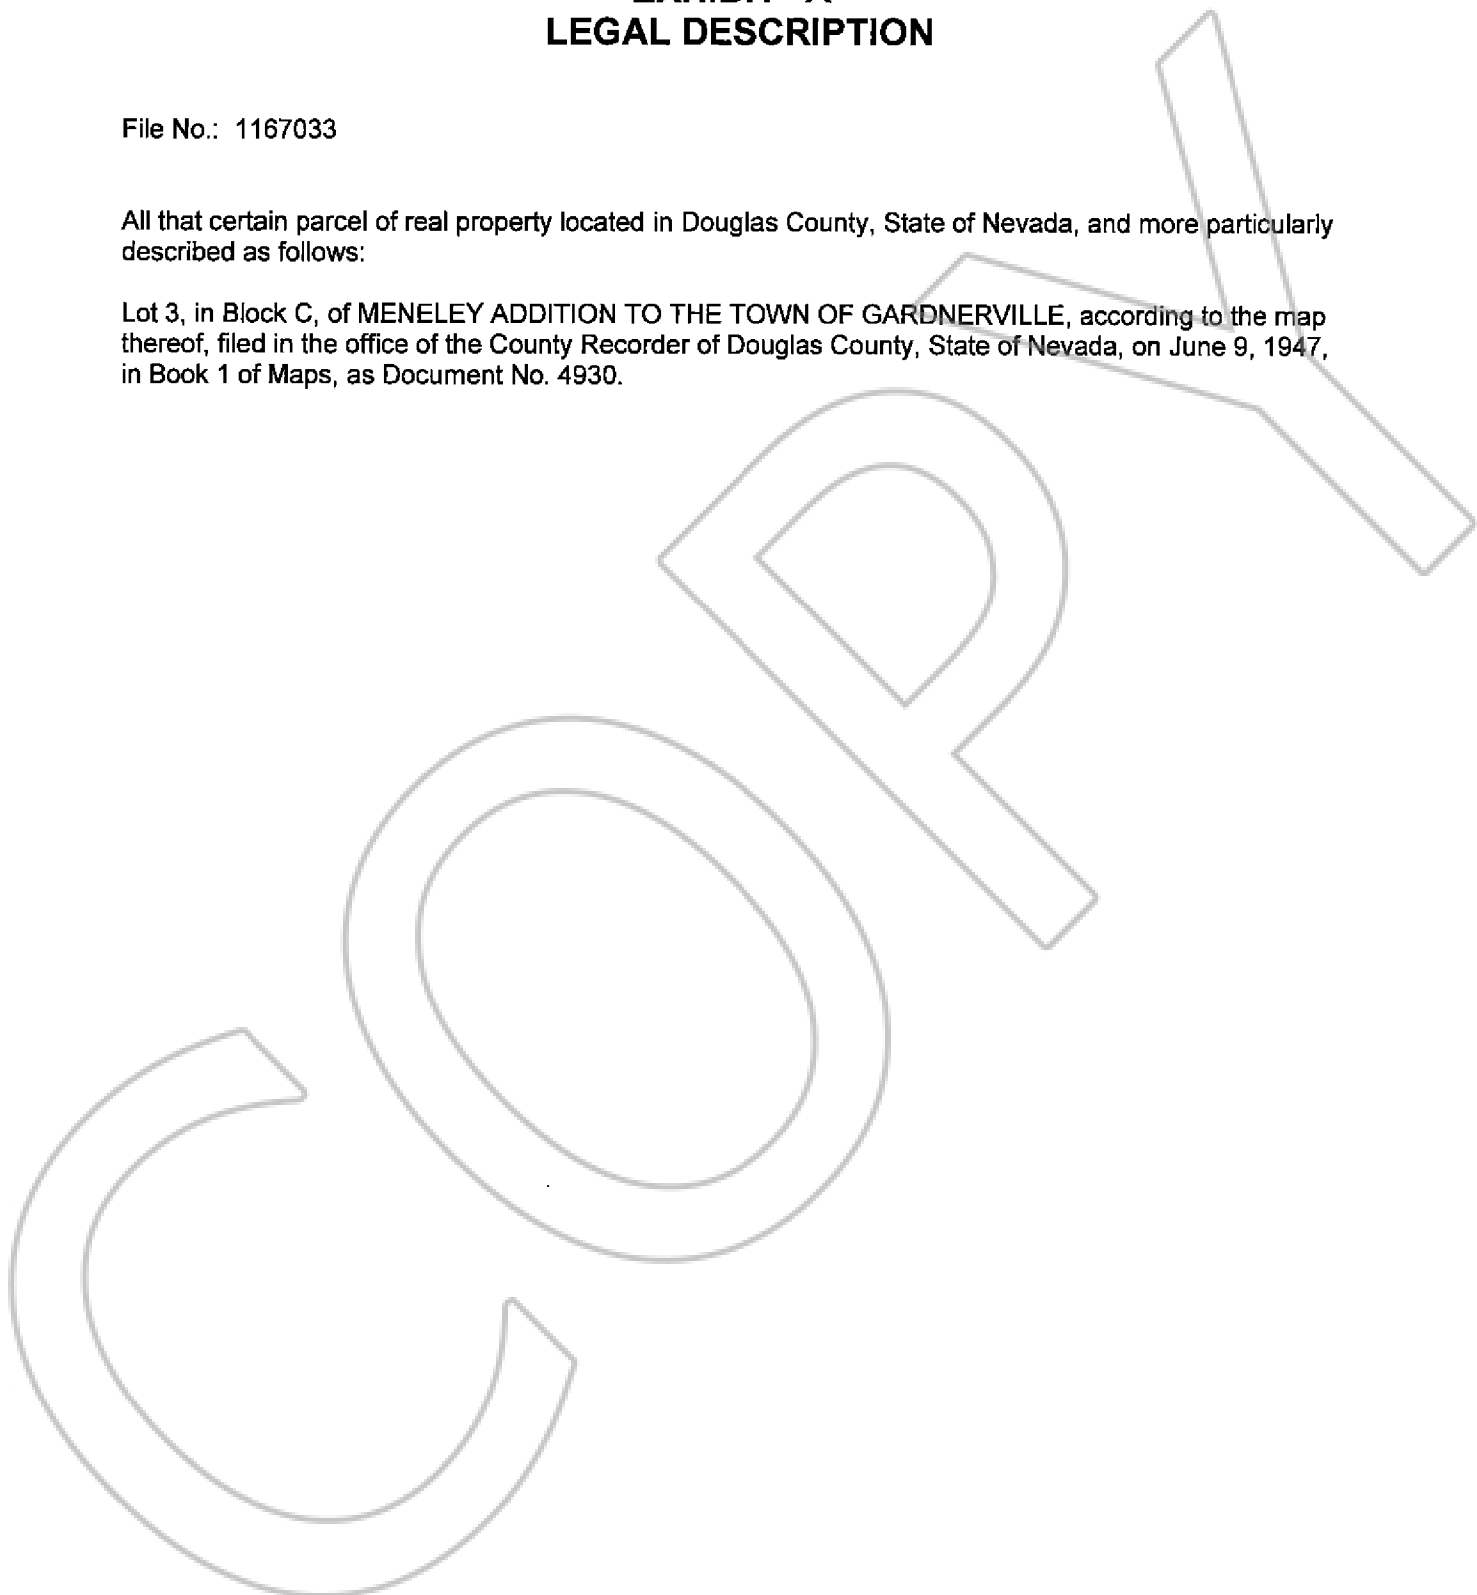 LEGAL DESCRIPTION
File No.: 1167033
All that certain parcel of real property located in Douglas County, State of Nevada, and more particularly
described as follows:
Lot 3, in Block C, of MENELEY ADDITION TO THE TOWN OF GARDNERVILLE, according to the map
thereof, filed in the office of the County Recorder of Douglas County, State of Nevada, on June 9, 1947,
in Book 1 of Maps, as Document No. 4930.
COPY